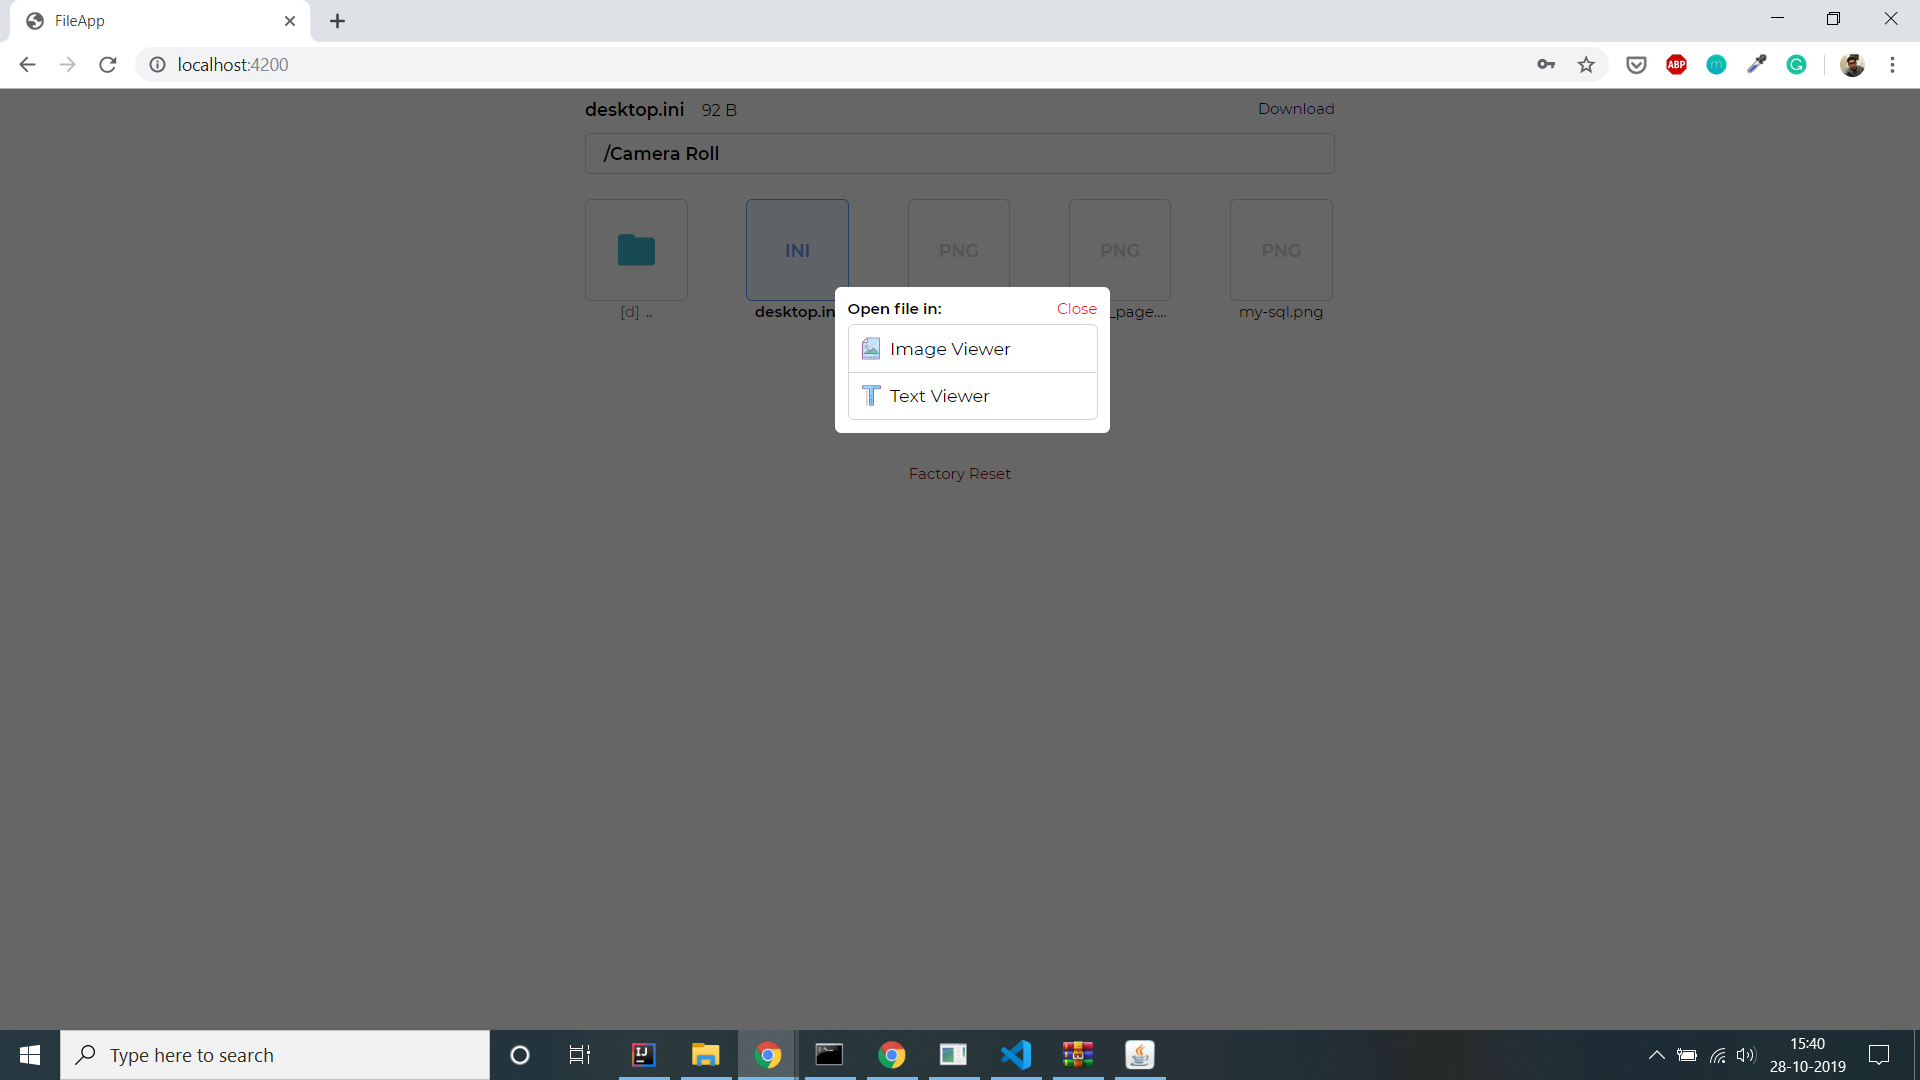 FileApp
localhost:4200
ABP
m
desktop.ini 92 B Download
/Camera Roll
INI PNG PNG PNG
[d] .. desktop.in _page.... my-sql.png
Open file in: Close
Image Viewer
Text Viewer
Factory Reset
Type here to search
IJ
15:40
28-10-2019